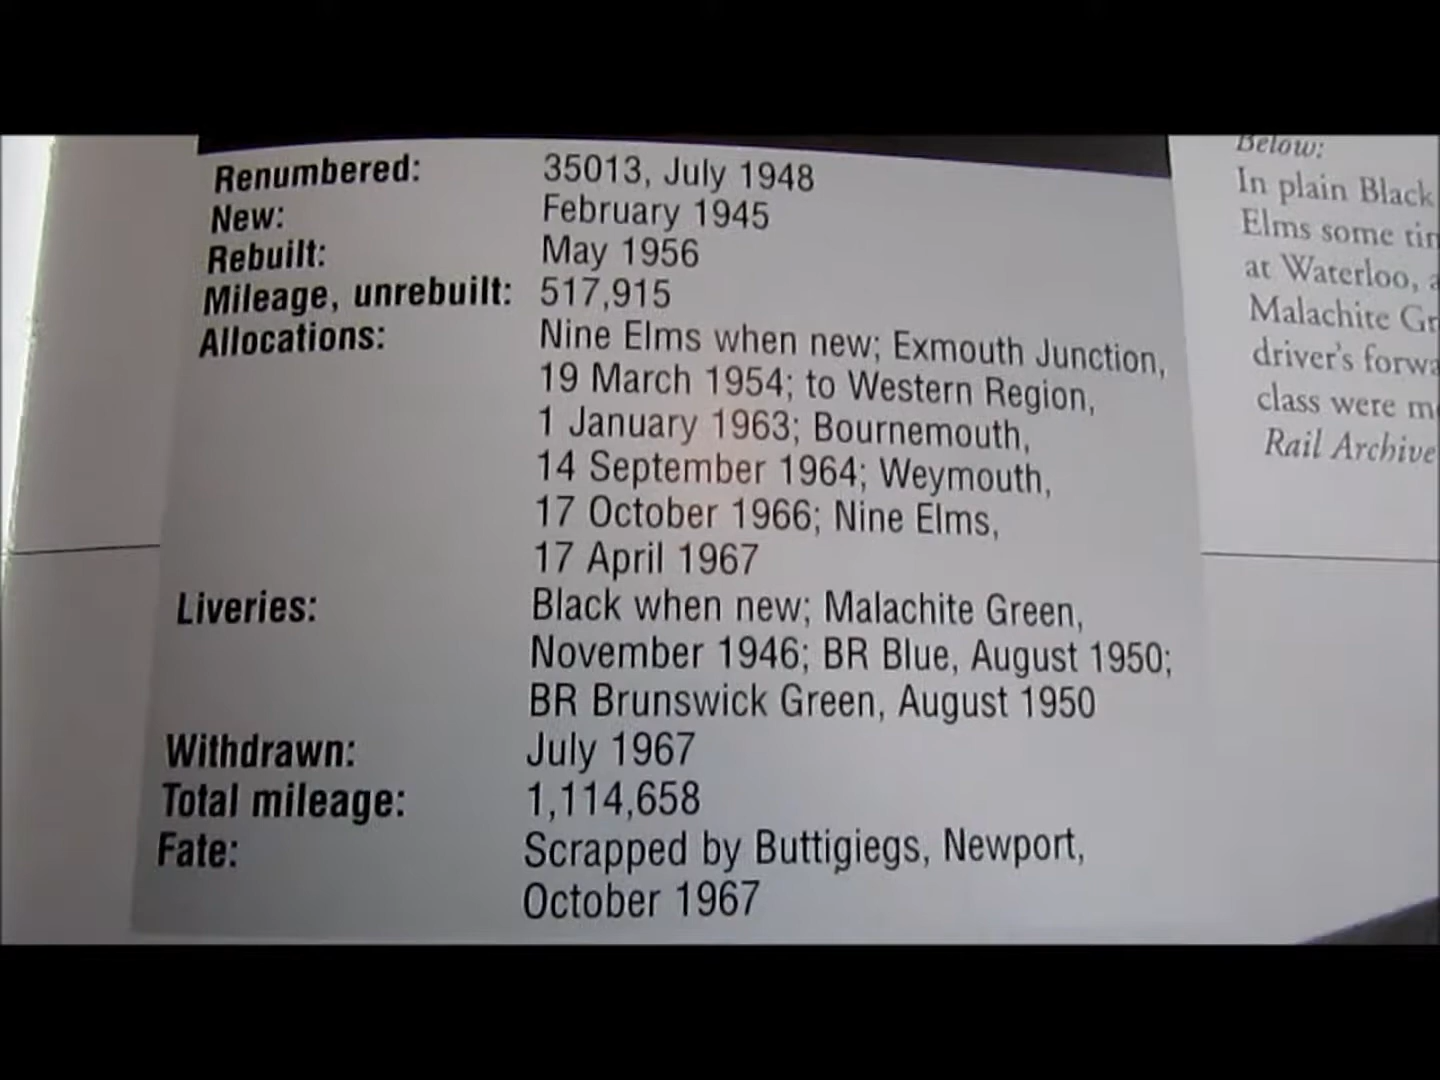 Renumbered: 35013, July 1948
New: February 1945
Rebuilt: May 1956
Mileage, unrebuilt: 517,915
Allocations: Nine Elms when new; Exmouth Junction,
19 March 1954; to Western Region,
1 January 1963; Bournemouth,
14 September 1964; Weymouth,
17 October 1966; Nine Elms,
17 April 1967
Liveries: Black when new; Malachite Green,
November 1946; BR Blue, August 1950;
BR Brunswick Green, August 1950
Withdrawn: July 1967
Total mileage: 1,114,658
Fate: Scrapped by Buttigiegs, Newport,
October 1967
Below:
In plain Black
Elms some
at Waterloo,
Malachite
driver's
class were
Rail Archive